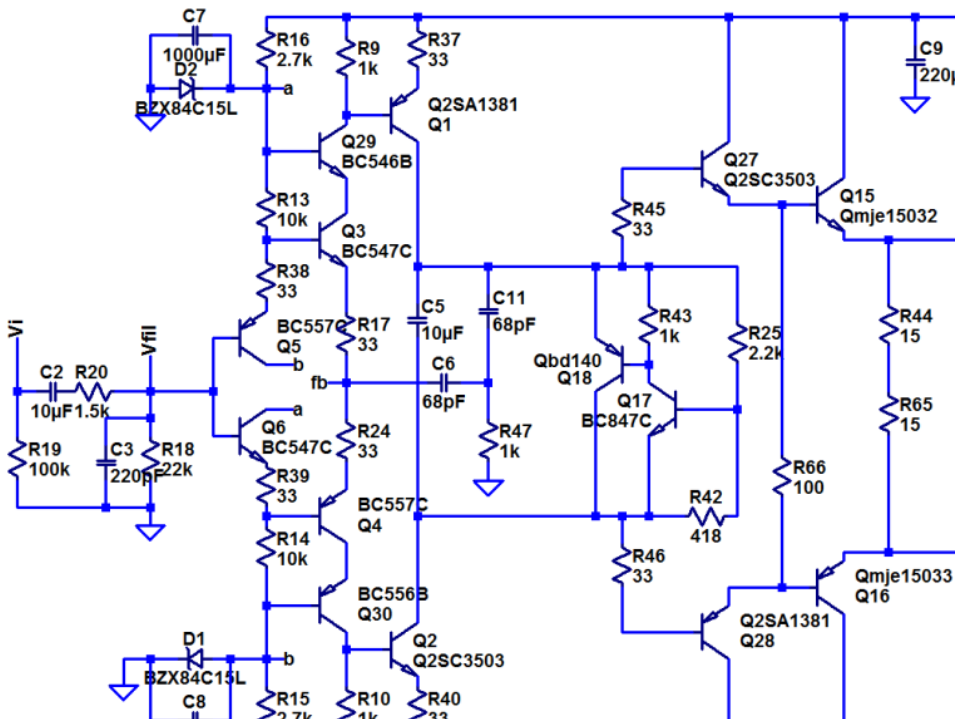 C7
1000µF
D2
BZX84C15L
R16
2.7k
a
R9
1k
R37
33
Q2SA1381
Q1
C9
220µ
Q29
BC546B
Q27
Q2SC3503
Q15
Qmje15032
R13
10k
Q3
BC547C
R45
33
R38
33
C5
10µF
C11
68pF
R43
1k
R25
2.2k
R44
15
Vi
Vfil
BC557C
Q5
b
R17
33
C2
10µF
R20
1.5k
fb
C6
68pF
Qbd140
Q18
Q17
BC847C
a
Q6
BC547C
R24
33
R47
1k
R65
15
R19
100k
C3
220pF
R18
22k
R39
33
R66
100
BC557C
Q4
R42
418
R14
10k
R46
33
BC556B
Q30
Qmje15033
Q16
Q2SA1381
Q28
D1
BZX84C15L
b
Q2
Q2SC3503
C8
R15
2.7k
R10
1k
R40
33